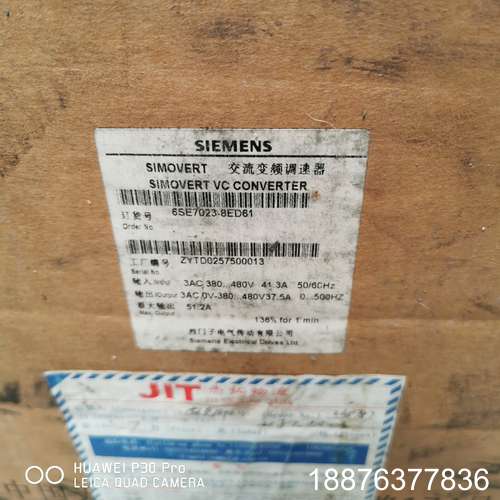 SIEMENS
SIMOVERT 交流变频调速器
SIMOVERT VC CONVERTER
订货号 6SE7023-8ED61
Order No.
工厂编号 ZYTD0257500013
Serial No.
输入/Input 3AC 380...480V 41.3A 50/60Hz
输出/Output 3AC 0V-380...480V 37.5A 0...500HZ
最大输出 51.2A
Max. Output 136% for 1 min
西门子电气传动有限公司
Siemens Electrical Drives Ltd.
JIT
HUAWEI P30 Pro
LEICA QUAD CAMERA
18876377836